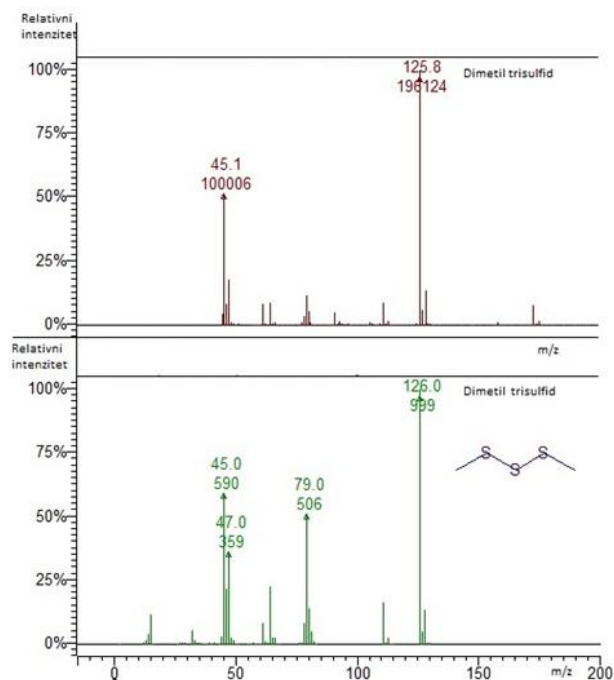 Relativni
intenzitet
100%
75%
50%
25%
0%
125.8
196124
Dimetil trisulfid
45.1
100006
m/z
Relativni
intenzitet
100%
75%
50%
25%
0%
126.0
999
Dimetil trisulfid
45.0
590
47.0
359
79.0
506
S
S
S
0
50
100
150
200
m/z